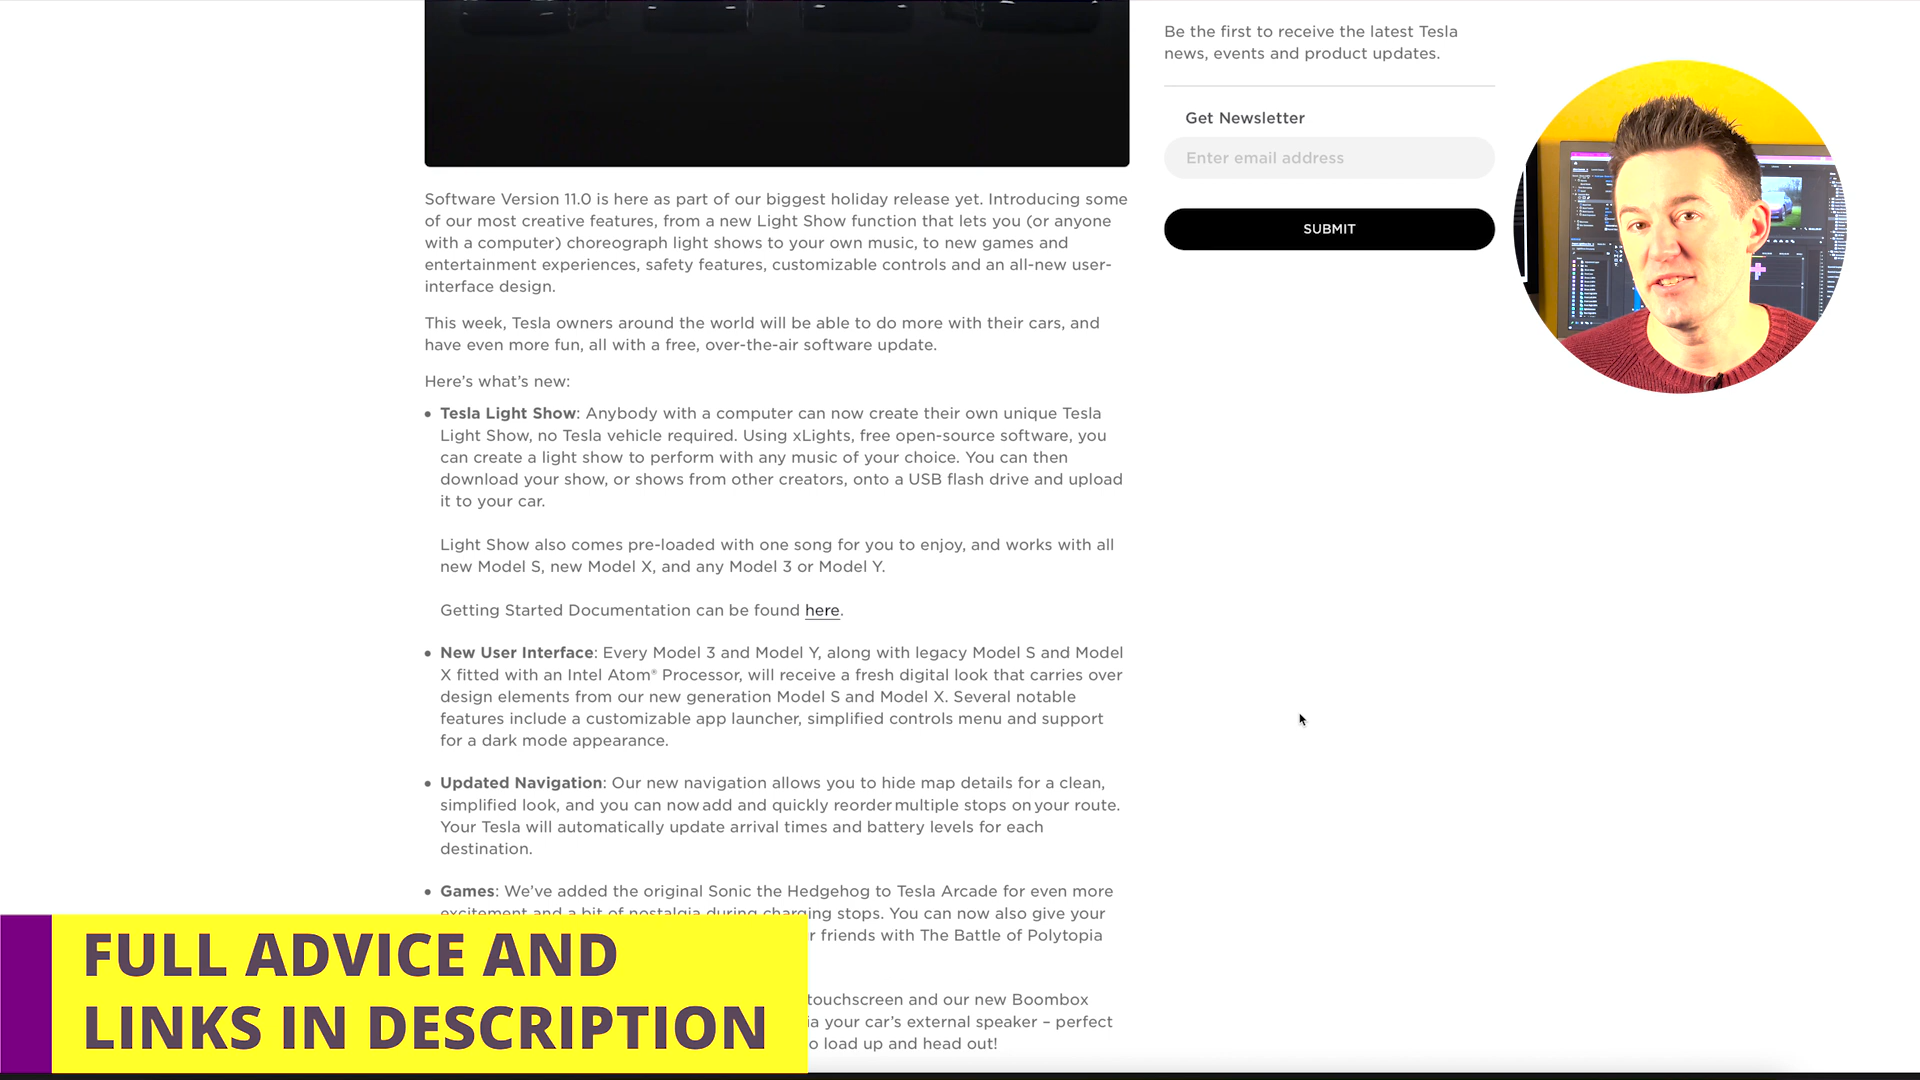 Be the first to receive the latest Tesla
news, events and product updates.
Get Newsletter
Enter email address
SUBMIT
Software Version 11.0 is here as part of our biggest holiday release yet. Introducing some
of our most creative features, from a new Light Show function that lets you (or anyone
with a computer) choreograph light shows to your own music, to new games and
entertainment experiences, safety features, customizable controls and an all-new user-
interface design.
This week, Tesla owners around the world will be able to do more with their cars, and
have even more fun, all with a free, over-the-air software update.
Here's what's new:
• Tesla Light Show: Anybody with a computer can now create their own unique Tesla
Light Show, no Tesla vehicle required. Using xLights, free open-source software, you
can create a light show to perform with any music of your choice. You can then
download your show, or shows from other creators, onto a USB flash drive and upload
it to your car.
Light Show also comes pre-loaded with one song for you to enjoy, and works with all
new Model S, new Model X, and any Model 3 or Model Y.
Getting Started Documentation can be found here.
• New User Interface: Every Model 3 and Model Y, along with legacy Model S and Model
X fitted with an Intel Atom® Processor, will receive a fresh digital look that carries over
design elements from our new generation Model S and Model X. Several notable
features include a customizable app launcher, simplified controls menu and support
for a dark mode appearance.
• Updated Navigation: Our new navigation allows you to hide map details for a clean,
simplified look, and you can now add and quickly reorder multiple stops on your route.
Your Tesla will automatically update arrival times and battery levels for each
destination.
• Games: We've added the original Sonic the Hedgehog to Tesla Arcade for even more
excitement and a bit of nostalgia during charging stops. You can now also give your
friends with The Battle of Polytopia
touchscreen and our new Boombox
your car's external speaker – perfect
load up and head out!
FULL ADVICE AND
LINKS IN DESCRIPTION